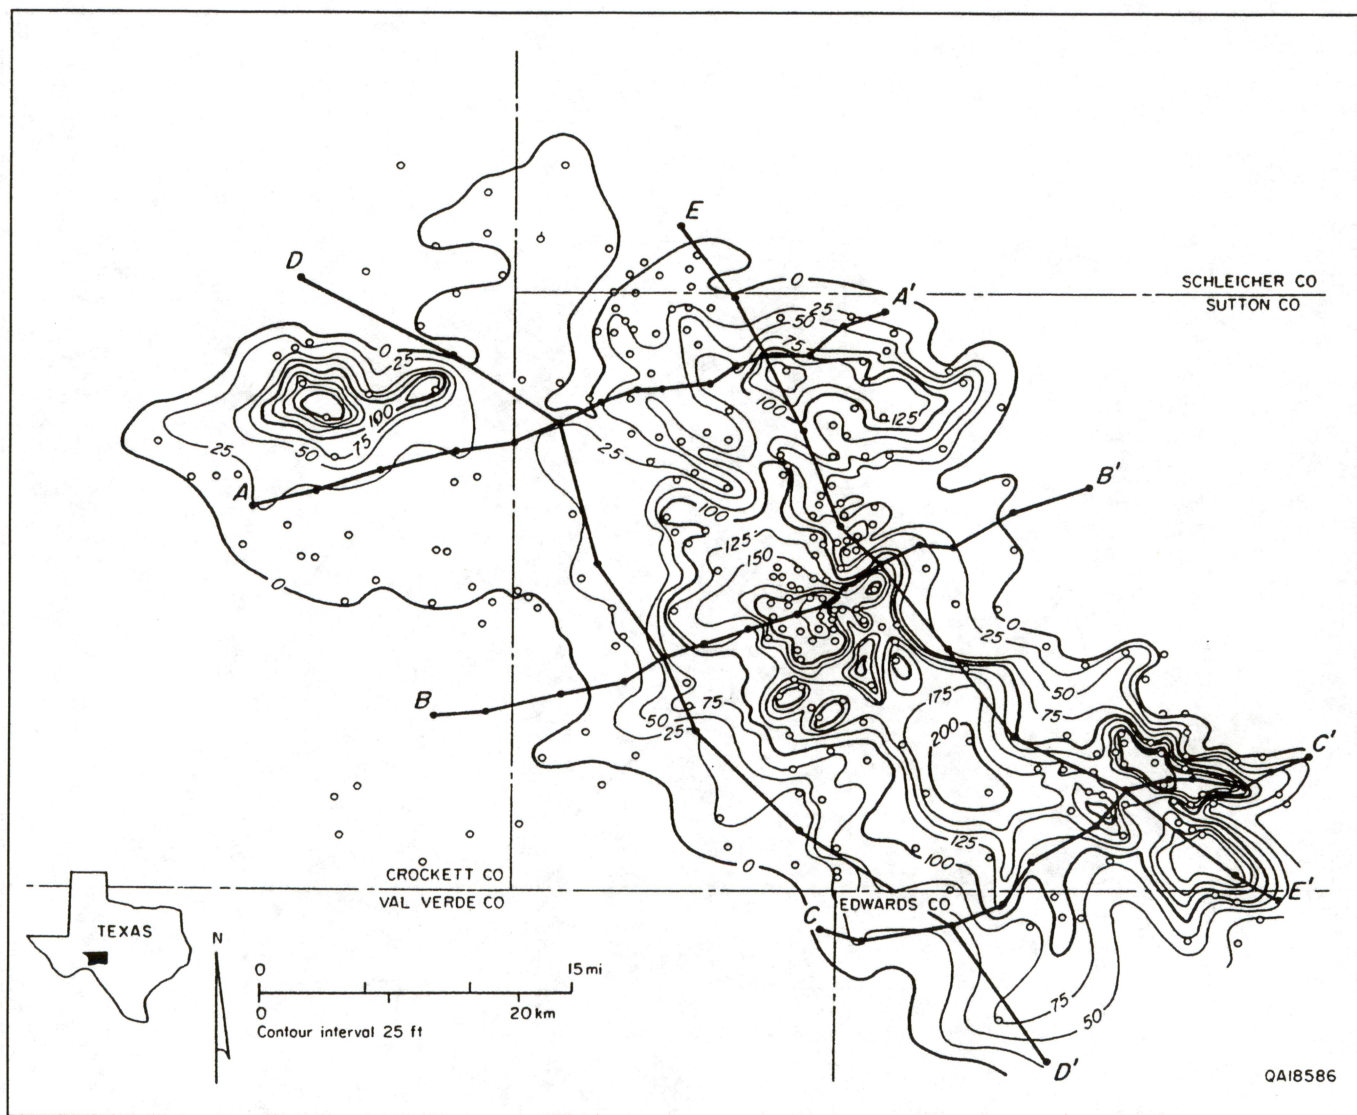 E
D
0
A'
SCHLEICHER CO
SUTTON CO
25
50
75
0
25
100
100
125
75
50
25
25
A
B'
100
125
150
0
0
25
50
75
175
B
75
50
25
200
C'
125
100
0
CROCKETT CO
VAL VERDE CO
EDWARDS CO
E'
C
TEXAS
N
0 15 mi
0 20 km
Contour interval 25 ft
75
50
D'
QA18586